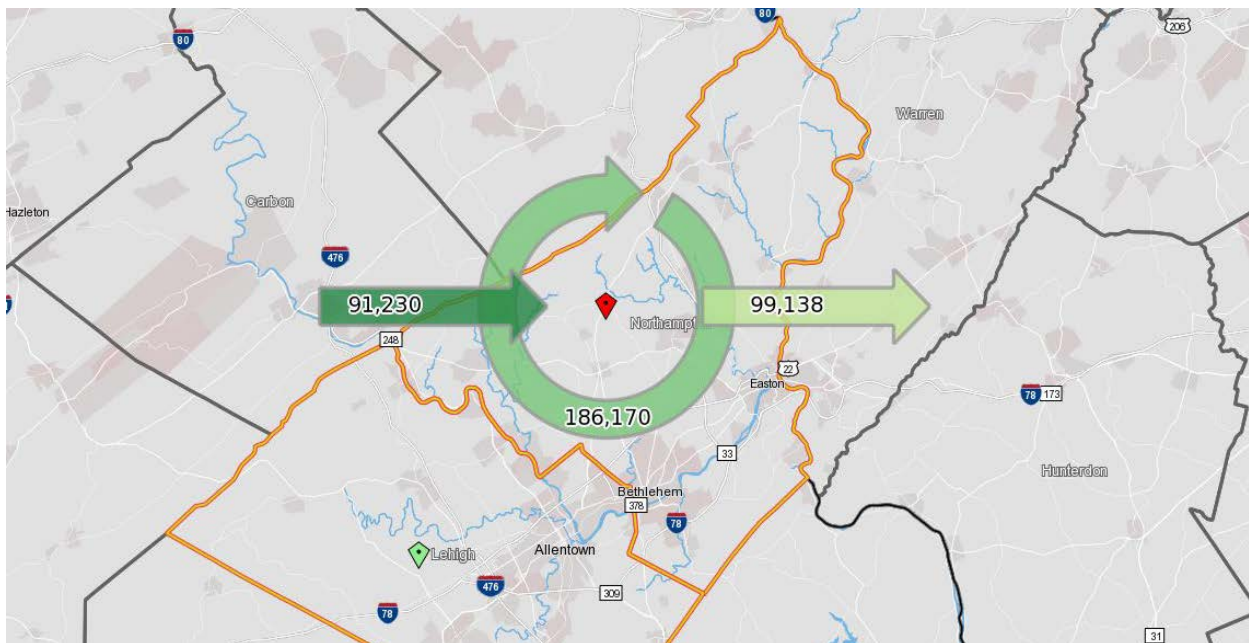 80
206
80
Warren
Carbon
Hazleton
476
91,230
99,138
Northampt
248
22
Easton
78
173
186,170
33
Hunterdon
Bethlehem
378
78
Allentown
Lehigh
476
309
78
31